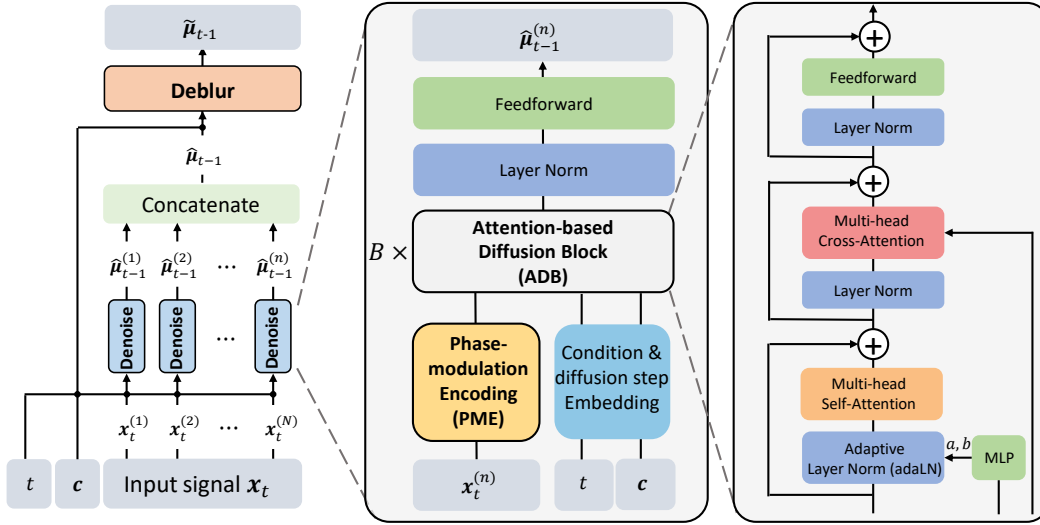 μ̃_{t-1}
Deblur
μ̂_{t−1}
Concatenate
μ̂_{t−1}^{(1)} μ̂_{t−1}^{(2)} ··· μ̂_{t−1}^{(n)}
Denoise Denoise ··· Denoise
x_t^{(1)} x_t^{(2)} ··· x_t^{(N)}
t c Input signal x_t
μ̂_{t−1}^{(n)}
Feedforward
Layer Norm
B ×
Attention-based
Diffusion Block
(ADB)
Phase-
modulation
Encoding
(PME)
Condition &
diffusion step
Embedding
x_t^{(n)} t c
+
Feedforward
Layer Norm
+
Multi-head
Cross-Attention
Layer Norm
+
Multi-head
Self-Attention
Adaptive
Layer Norm (adaLN)
a, b
MLP